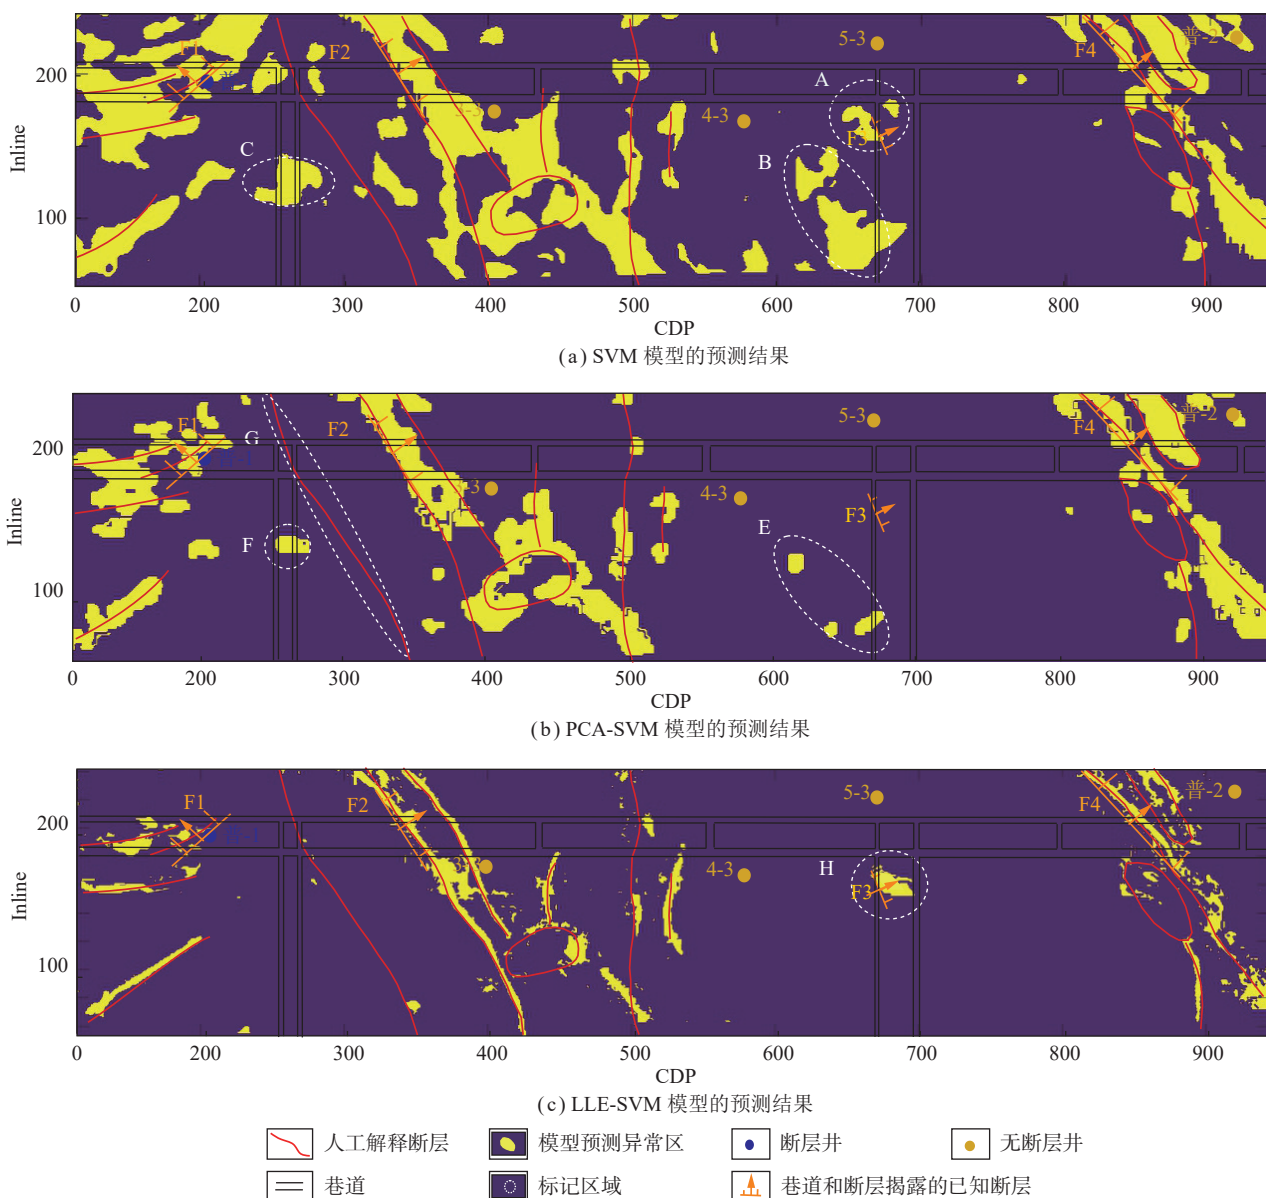 F1
F2
F4
5-3
普-2
200
A
-3
4-3
F3
C
B
Inline
100
0 200 300 400 500 600 700 800 900
CDP
(a) SVM 模型的预测结果
F1
F2
G
F4
5-3
普-2
200
-3
4-3
F3
E
F
Inline
100
0 200 300 400 500 600 700 800 900
CDP
(b) PCA-SVM 模型的预测结果
F1
F2
F4
5-3
普-2
200
-3
4-3
H
F3
Inline
100
0 200 300 400 500 600 700 800 900
CDP
(c) LLE-SVM 模型的预测结果
人工解释断层 模型预测异常区 断层井 无断层井
巷道 标记区域 巷道和断层揭露的已知断层